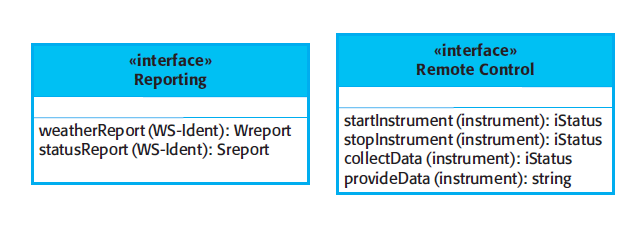 «interface»
Reporting
weatherReport (WS-Ident): Wreport
statusReport (WS-Ident): Sreport
«interface»
Remote Control
startInstrument (instrument): iStatus
stopInstrument (instrument): iStatus
collectData (instrument): iStatus
provideData (instrument): string